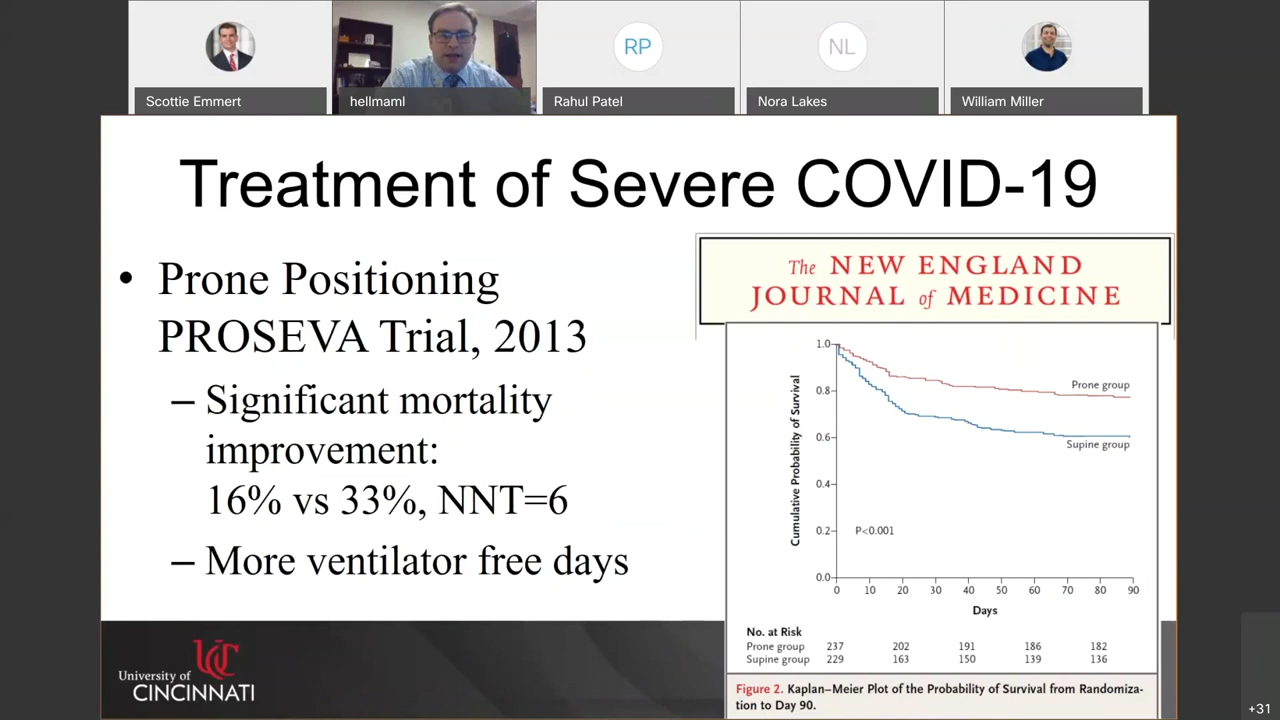 RP
NL
Scottie Emmert
hellmaml
Rahul Patel
Nora Lakes
William Miller
Treatment of Severe COVID-19
• Prone Positioning
PROSEVA Trial, 2013
– Significant mortality
improvement:
16% vs 33%, NNT=6
– More ventilator free days
The NEW ENGLAND
JOURNAL of MEDICINE
Cumulative Probability of Survival
1.0
0.8
0.6
0.4
0.2
0.0
Prone group
Supine group
P<0.001
0 10 20 30 40 50 60 70 80 90
Days
No. at Risk
Prone group 237 202 191 186 182
Supine group 229 163 150 139 136
Figure 2. Kaplan–Meier Plot of the Probability of Survival from Randomiza-
tion to Day 90.
UC
University of
CINCINNATI
+31